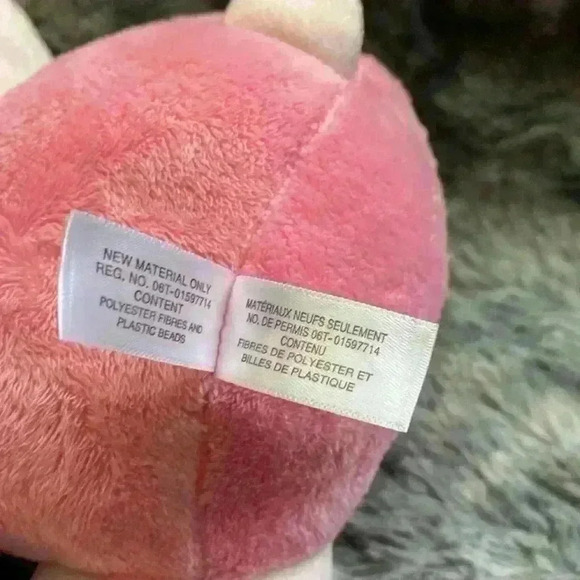 NEW MATERIAL ONLY
REG. NO. 06T-01597714
CONTENT
POLYESTER FIBRES AND
PLASTIC BEADS
MATÉRIAUX NEUFS SEULEMENT
NO. DE PERMIS 06T-01597714
CONTENU
FIBRES DE POLYESTER ET
BILLES DE PLASTIQUE